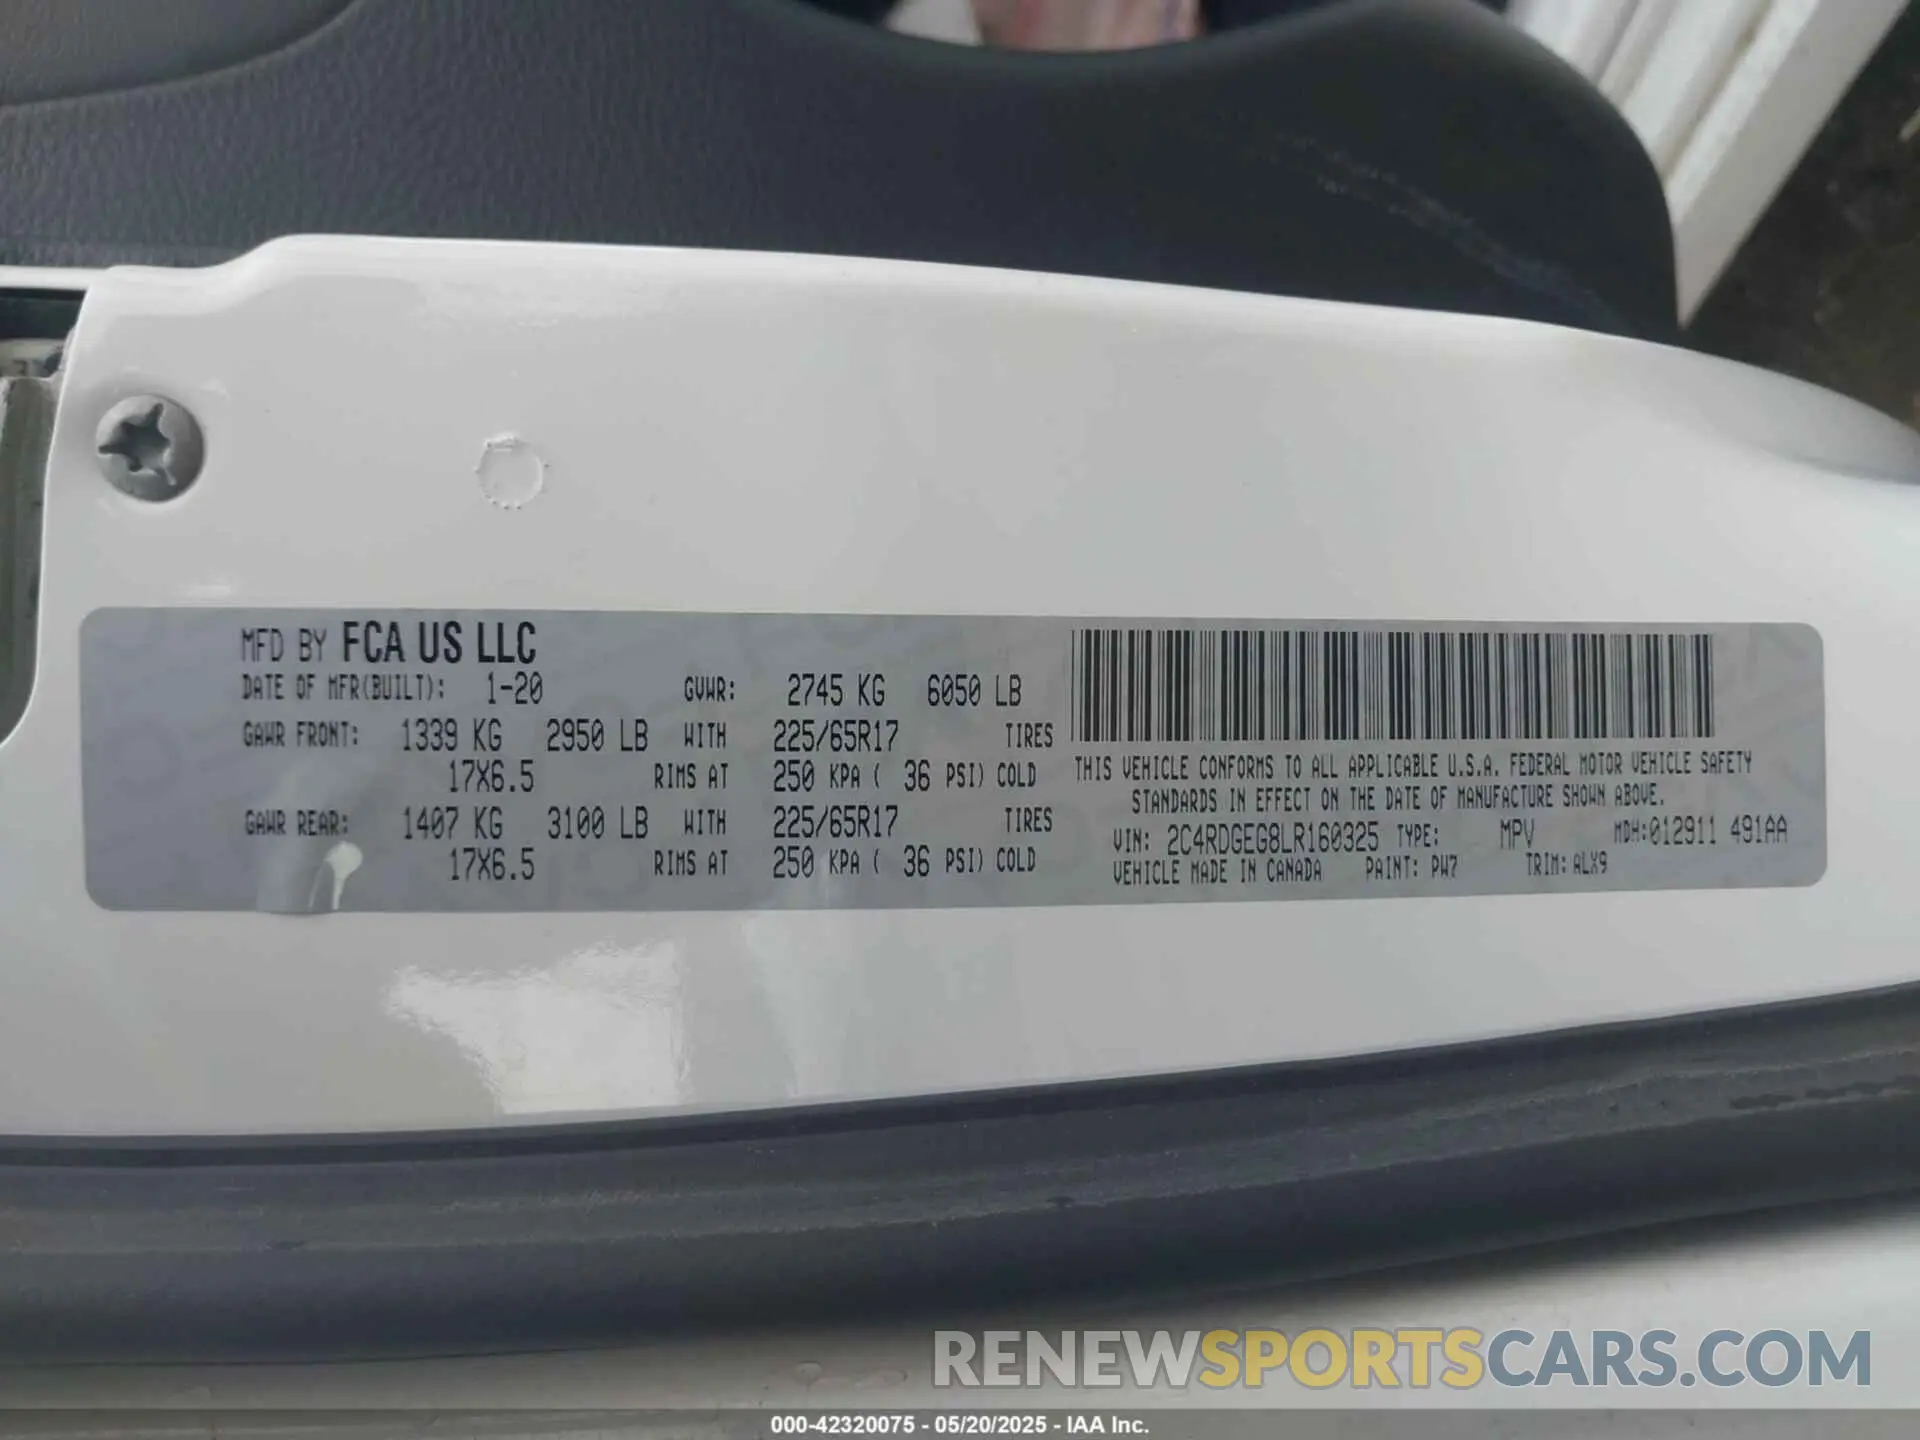 MFD BY FCA US LLC
DATE OF MFR(BUILT): 1-20 GVWR: 2745 KG 6050 LB
GAWR FRONT: 1339 KG 2950 LB WITH 225/65R17 TIRES
17X6.5 RIMS AT 250 KPA ( 36 PSI) COLD
GAWR REAR: 1407 KG 3100 LB WITH 225/65R17 TIRES
17X6.5 RIMS AT 250 KPA ( 36 PSI) COLD
THIS VEHICLE CONFORMS TO ALL APPLICABLE U.S.A. FEDERAL MOTOR VEHICLE SAFETY
STANDARDS IN EFFECT ON THE DATE OF MANUFACTURE SHOWN ABOVE.
VIN: 2C4RDGEG8LR160325 TYPE: MPV MDH:012911 491AA
VEHICLE MADE IN CANADA PAINT: PW7 TRIM: ALX9
RENEWSPORTSCARS.COM
000-42320075 - 05/20/2025 - IAA Inc.